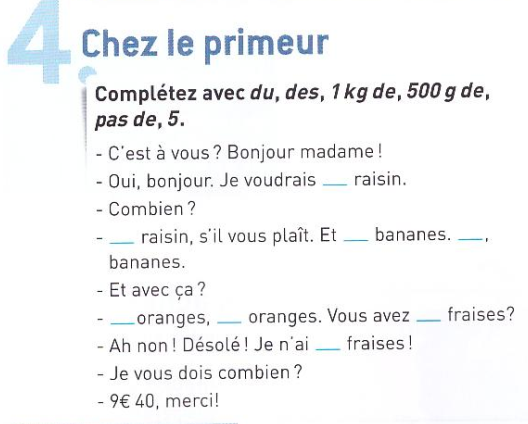 4
Chez le primeur
Complétez avec du, des, 1 kg de, 500 g de,
pas de, 5.
- C'est à vous ? Bonjour madame !
- Oui, bonjour. Je voudrais ___ raisin.
- Combien ?
- ___ raisin, s'il vous plaît. Et ___ bananes. ___,
bananes.
- Et avec ça ?
- ___oranges, ___ oranges. Vous avez ___ fraises?
- Ah non ! Désolé ! Je n'ai ___ fraises !
- Je vous dois combien ?
- 9€ 40, merci!